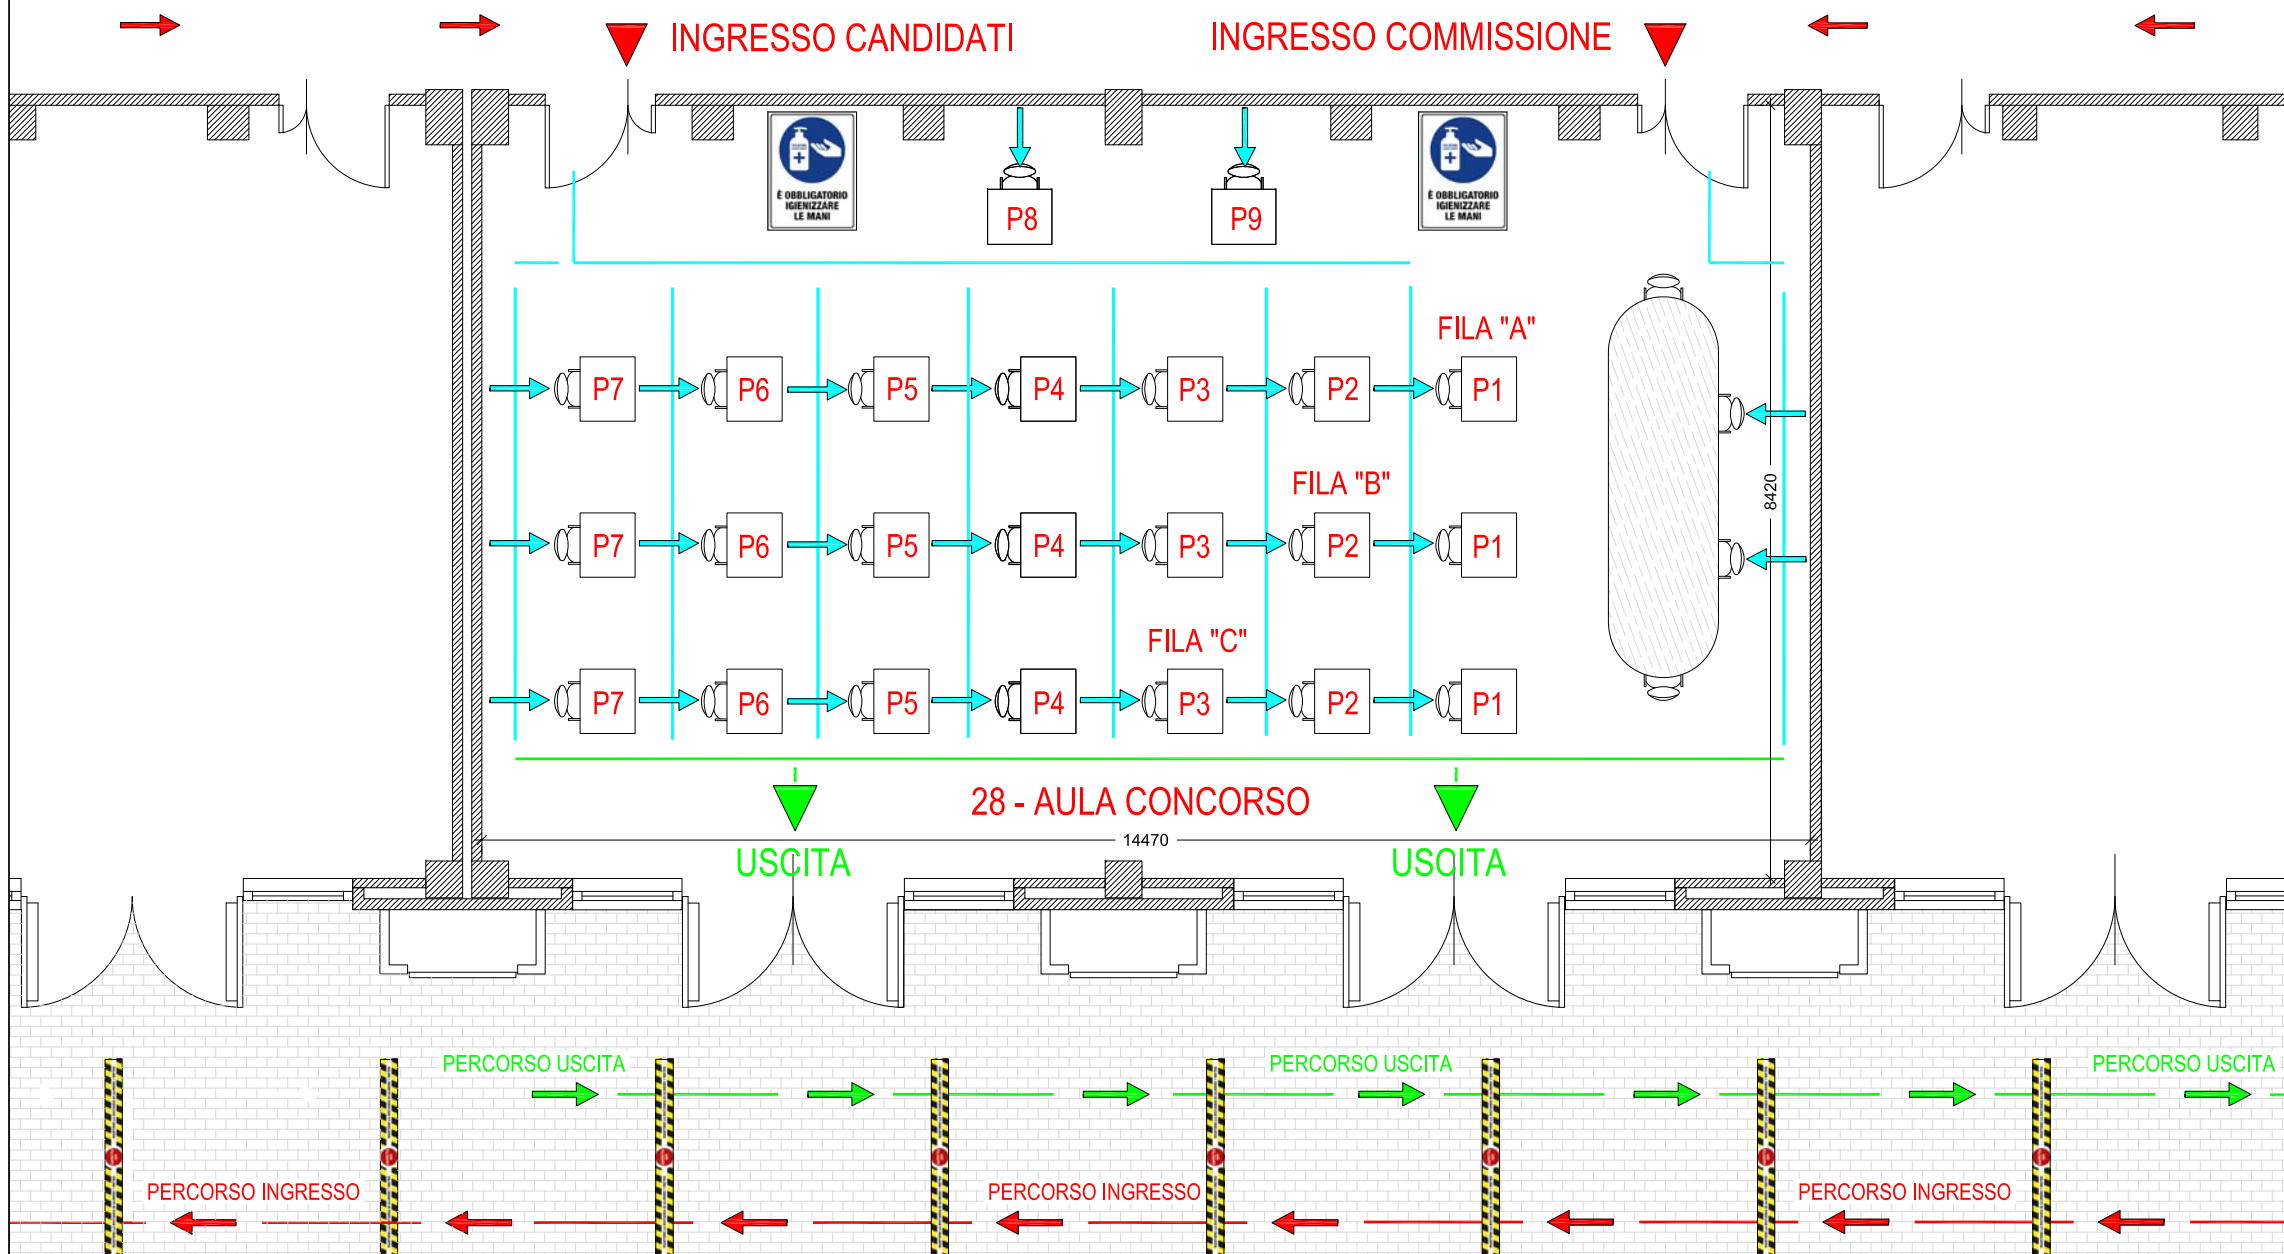 INGRESSO CANDIDATI
INGRESSO COMMISSIONE
È OBBLIGATORIO
IGIENIZZARE
LE MANI
P8
P9
È OBBLIGATORIO
IGIENIZZARE
LE MANI
FILA "A"
P7 P6 P5 P4 P3 P2 P1
FILA "B"
8420
P7 P6 P5 P4 P3 P2 P1
FILA "C"
P7 P6 P5 P4 P3 P2 P1
28 - AULA CONCORSO
14470
USCITA
USCITA
PERCORSO USCITA
PERCORSO USCITA
PERCORSO USCITA
PERCORSO INGRESSO
PERCORSO INGRESSO
PERCORSO INGRESSO